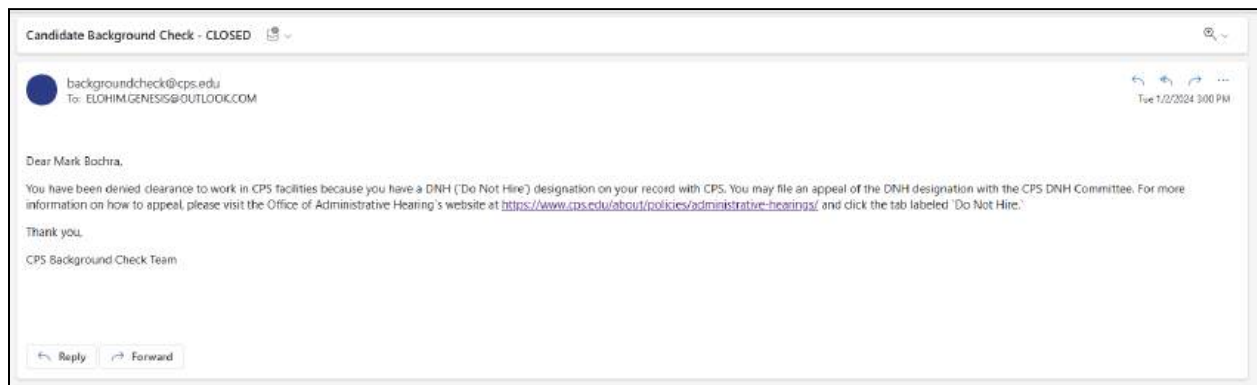 Candidate Background Check - CLOSED
backgroundcheck@cps.edu
To: ELOHIM.GENESIS@OUTLOOK.COM
Tue 1/2/2024 3:00 PM
Dear Mark Bochra,
You have been denied clearance to work in CPS facilities because you have a DNH ('Do Not Hire') designation on your record with CPS. You may file an appeal of the DNH designation with the CPS DNH Committee. For more
information on how to appeal, please visit the Office of Administrative Hearing's website at https://www.cps.edu/about/policies/administrative-hearings/ and click the tab labeled 'Do Not Hire.'
Thank you,
CPS Background Check Team
Reply Forward